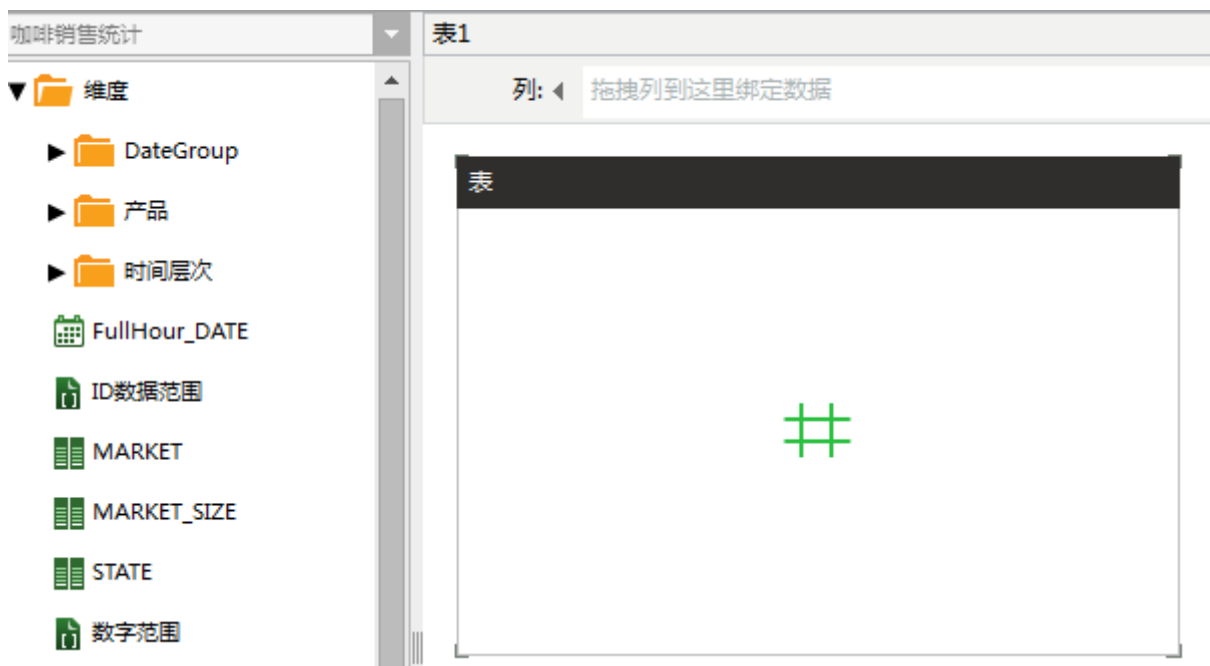 咖啡销售统计
维度
DateGroup
产品
时间层次
FullHour_DATE
ID数据范围
MARKET
MARKET_SIZE
STATE
数字范围
表1
列:
拖拽列到这里绑定数据
表